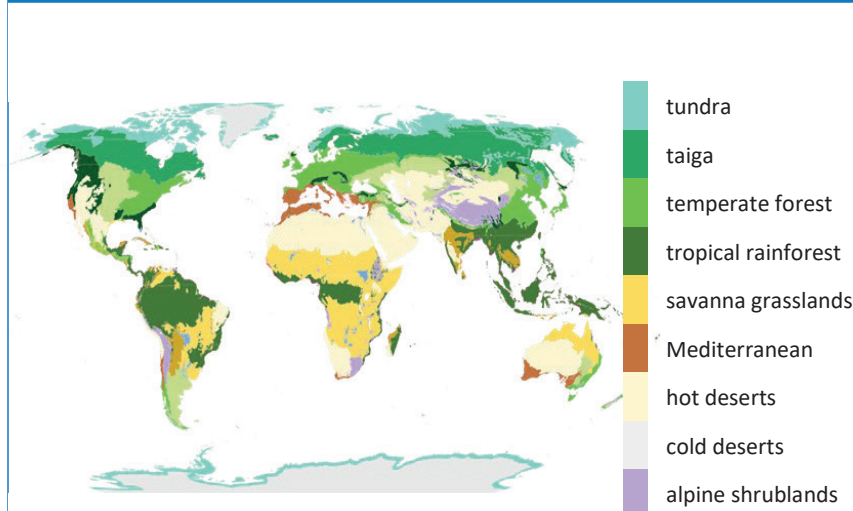 tundra
taiga
temperate forest
tropical rainforest
savanna grasslands
Mediterranean
hot deserts
cold deserts
alpine shrublands